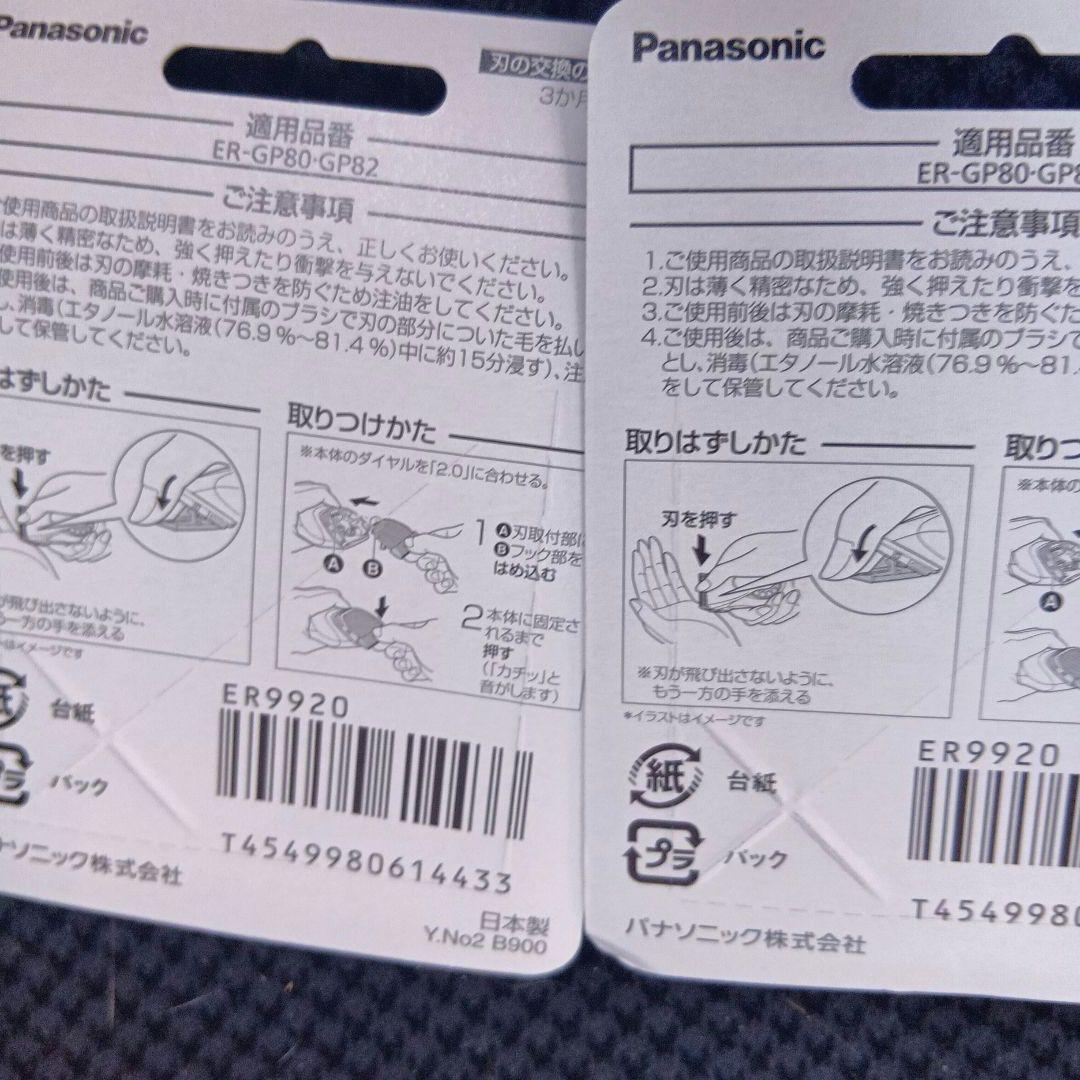 Panasonic
刃の交換の
3か月
適用品番
ER-GP80·GP82
ご注意事項
使用商品の取扱説明書をお読みのうえ、正しくお使いください。
は薄く精密なため、強く押えたり衝撃を与えないでください。
使用前後は刃の摩耗・焼きつきを防ぐため注油をしてください。
使用後は、商品ご購入時に付属のブラシで刃の部分についた毛を払い
し、消毒(エタノール水溶液(76.9%〜81.4%)中に約15分浸す)、注
して保管してください。
はずしかた
を押す
が飛び出さないように、
もう一方の手を添える
はイメージです
取りつけかた
※本体のダイヤルを「2.0」に合わせる。
A
B
1 A刃取付部に
Bフック部を
はめ込む
2 本体に固定さ
れるまで
押す
(「カチッ」と
音がします)
紙
台紙
プラ
パック
パナソニック株式会社
ER9920
T4549980614433
日本製
Y.No2 B900
Panasonic
適用品番
ER-GP80·GP8
ご注意事項
1.ご使用商品の取扱説明書をお読みのうえ、
2.刃は薄く精密なため、強く押えたり衝撃を
3.ご使用前後は刃の摩耗・焼きつきを防ぐた
4.ご使用後は、商品ご購入時に付属のブラシで
とし、消毒(エタノール水溶液(76.9%〜81.
をして保管してください。
取りはずしかた
刃を押す
※刃が飛び出さないように、
もう一方の手を添える
*イラストはイメージです
取りつ
※本体の
A
紙
台紙
プラ
パック
パナソニック株式会社
ER9920
T4549980